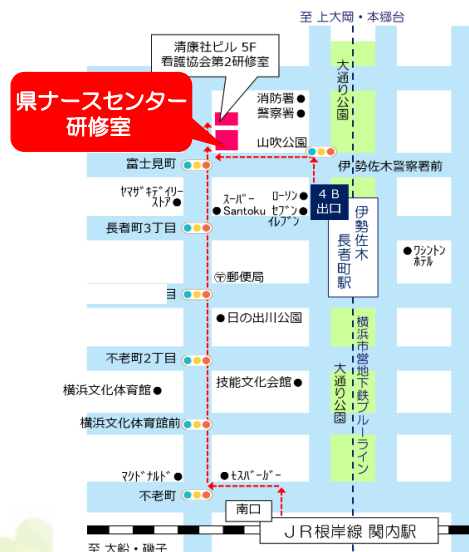 至 上大岡・本郷台
清康社ビル 5F
看護協会第2研修室
大通り公園
消防署
警察署
県ナースセンター
研修室
山吹公園
富士見町
伊勢佐木警察署前
ヤマザキデイリー
ストア
スーパー
Santoku
ローソン
セブン
イレブン
4B
出口
伊勢佐木
長者町駅
長者町3丁目
ワシントン
ホテル
〒郵便局
目
日の出川公園
横浜市営地下鉄ブルーライン
不老町2丁目
大通り公園
横浜文化体育館
技能文化会館
横浜文化体育館前
マクドナルド
モスバーガー
不老町
南口
JR根岸線 関内駅
至 大船・磯子